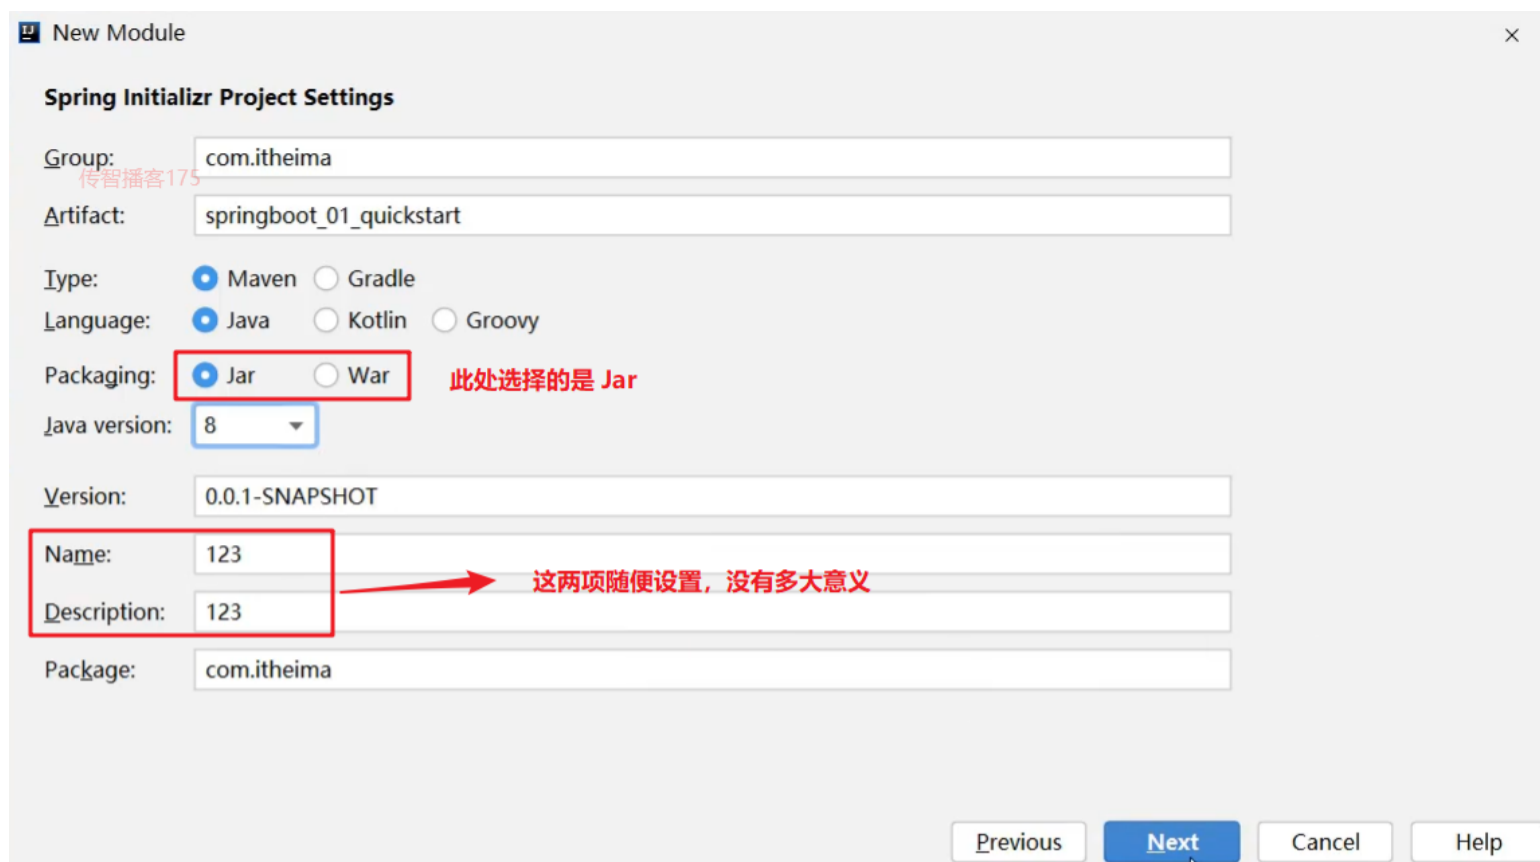 New Module
Spring Initializr Project Settings
Group: com.itheima
传智播客175
Artifact: springboot_01_quickstart
Type: Maven Gradle
Language: Java Kotlin Groovy
Packaging: Jar War 此处选择的是 Jar
Java version: 8
Version: 0.0.1-SNAPSHOT
Name: 123
这两项随便设置，没有多大意义
Description: 123
Package: com.itheima
Previous Next Cancel Help